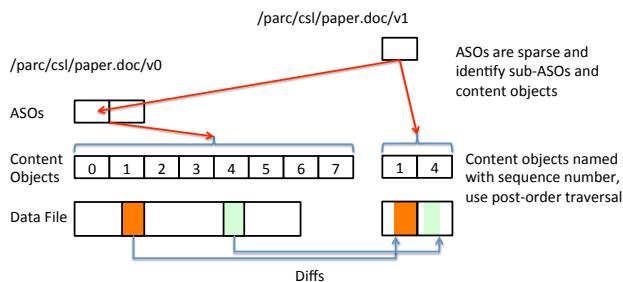 /parc/csl/paper.doc/v1
ASOs are sparse and
identify sub-ASOs and
content objects
/parc/csl/paper.doc/v0
ASOs
Content
Objects
0 1 2 3 4 5 6 7
1 4
Content objects named
with sequence number,
use post-order traversal
Data File
Diffs